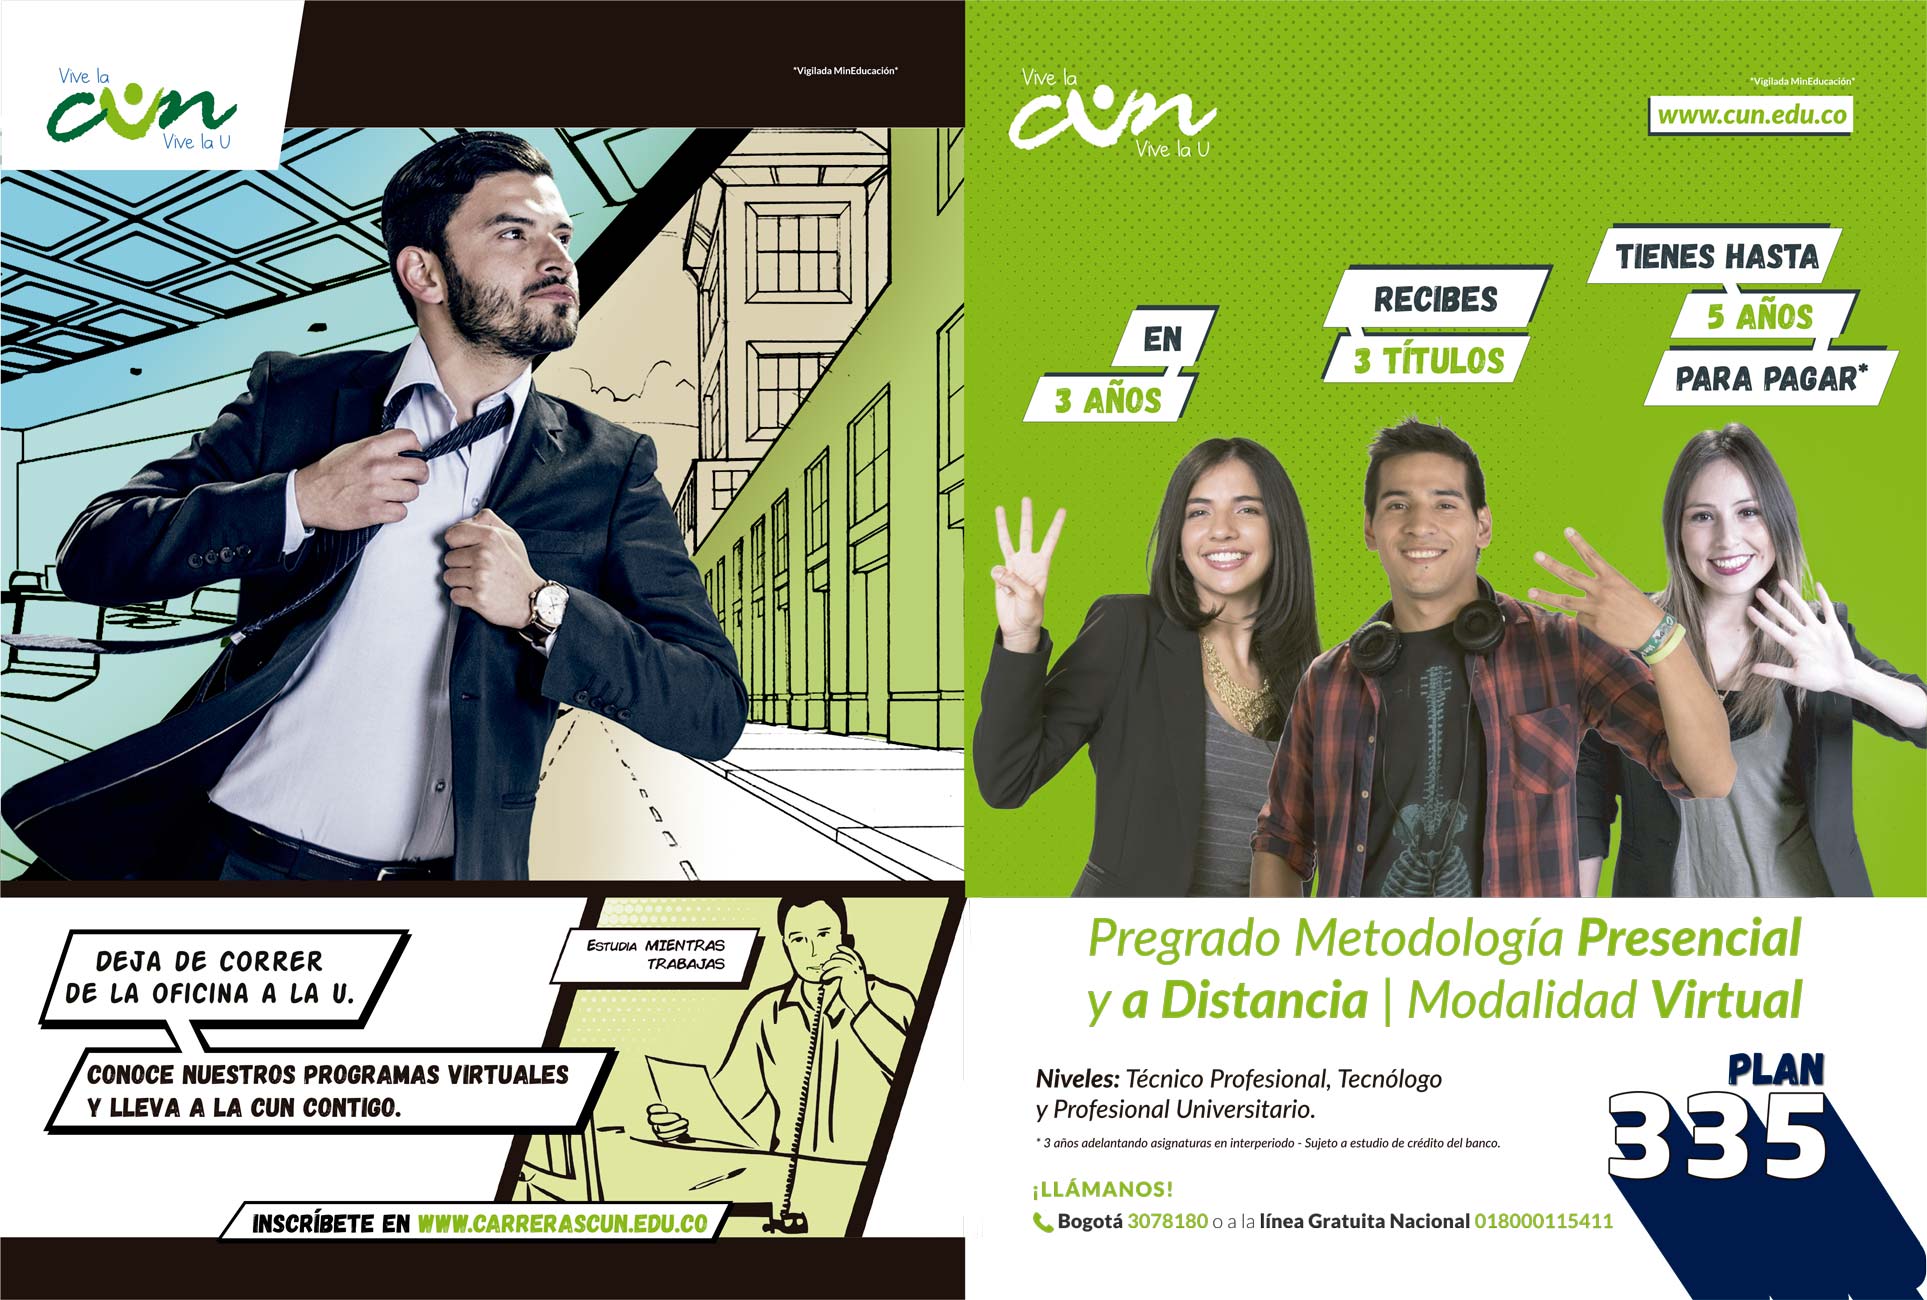 Vive la
cun
Vive la U
*Vigilada MinEducación*
DEJA DE CORRER
DE LA OFICINA A LA U.
CONOCE NUESTROS PROGRAMAS VIRTUALES
Y LLEVA A LA CUN CONTIGO.
ESTUDIA MIENTRAS
TRABAJAS
INSCRÍBETE EN WWW.CARRERASCUN.EDU.CO
Vive la
cun
Vive la U
*Vigilada MinEducación*
www.cun.edu.co
EN
3 AÑOS
RECIBES
3 TÍTULOS
TIENES HASTA
5 AÑOS
PARA PAGAR*
Pregrado Metodología Presencial
y a Distancia | Modalidad Virtual
Niveles: Técnico Profesional, Tecnólogo
y Profesional Universitario.
* 3 años adelantando asignaturas en interperiodo - Sujeto a estudio de crédito del banco.
PLAN
335
¡LLÁMANOS!
Bogotá 3078180 o a la línea Gratuita Nacional 018000115411